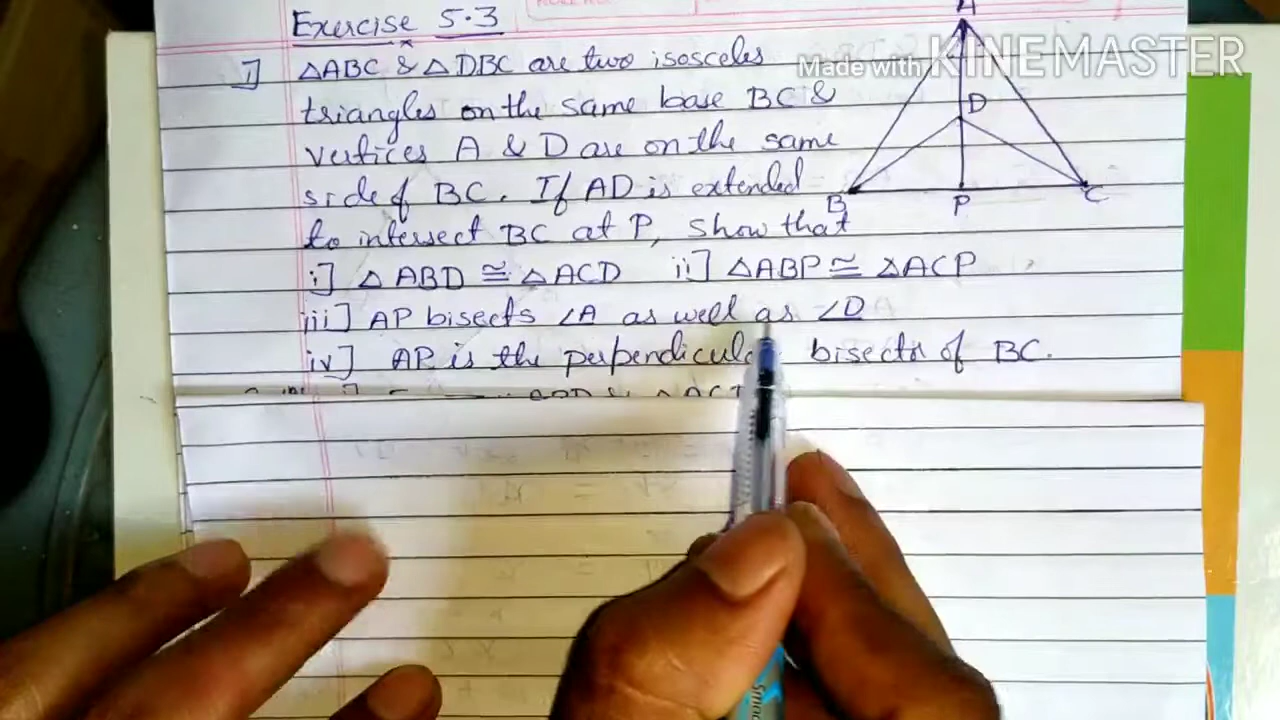 Exercise 5.3
Made with KINEMASTER
1] △ABC & △DBC are two isosceles
triangles on the same base BC &
vertices A & D are on the same
side of BC. If AD is extended
to intersect BC at P, show that
i] △ABD ≅ △ACD ii] △ABP ≅ △ACP
iii] AP bisects ∠A as well as ∠D
iv] AP is the perpendicular bisector of BC.
A
D
B
P
C